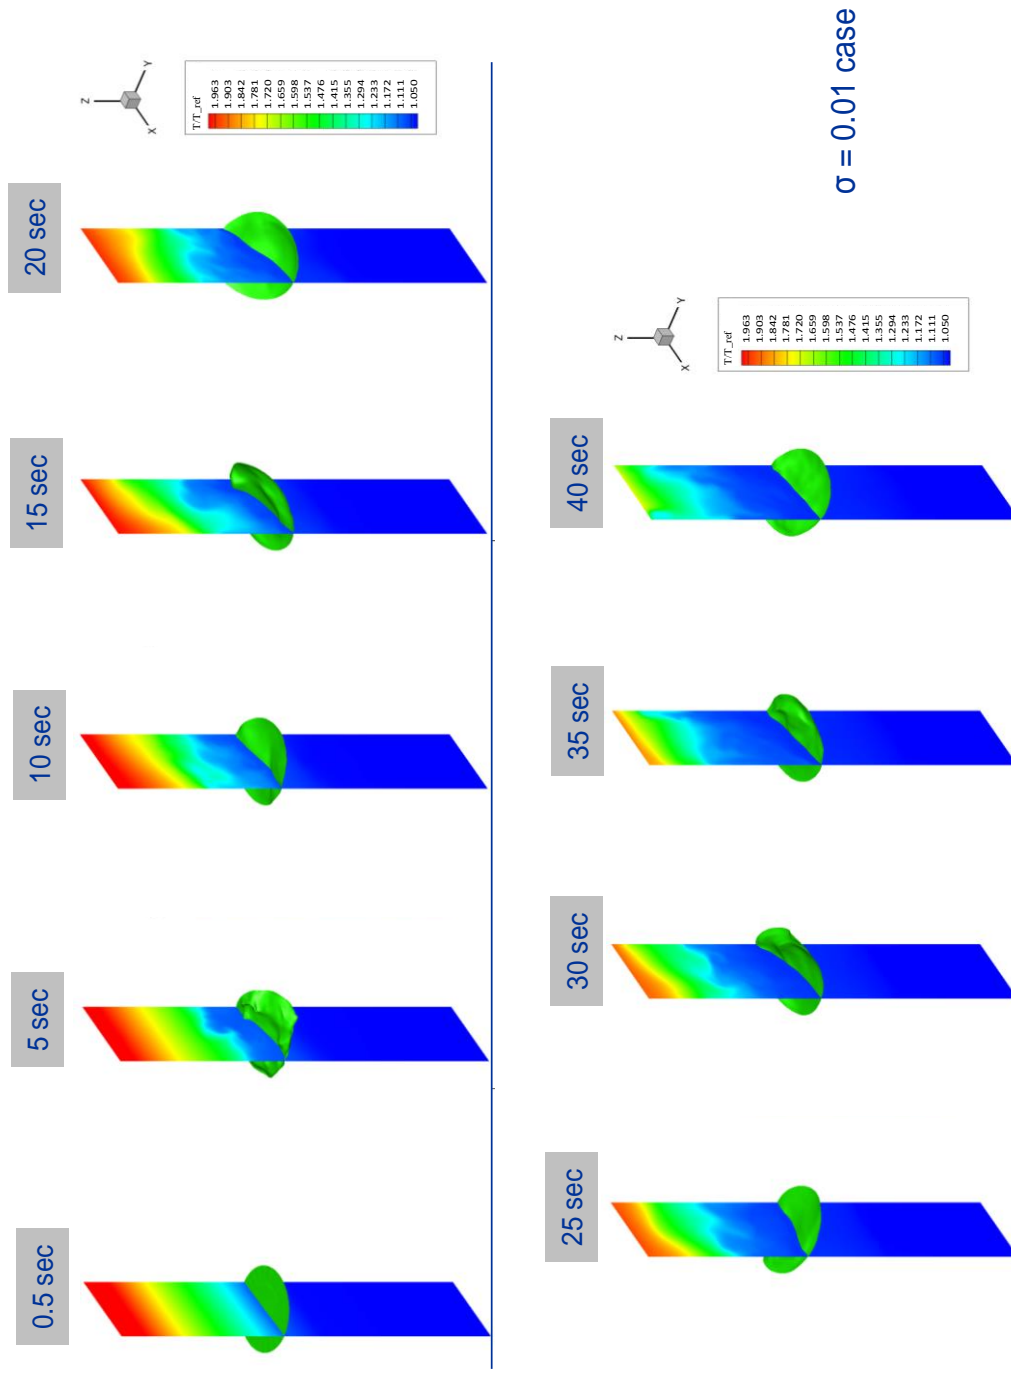 0.5 sec
5 sec
10 sec
15 sec
20 sec
Z
X
Y
T/T_ref
1.963
1.903
1.842
1.781
1.720
1.659
1.598
1.537
1.476
1.415
1.355
1.294
1.233
1.172
1.111
1.050
25 sec
30 sec
35 sec
40 sec
Z
X
Y
T/T_ref
1.963
1.903
1.842
1.781
1.720
1.659
1.598
1.537
1.476
1.415
1.355
1.294
1.233
1.172
1.111
1.050
σ = 0.01 case